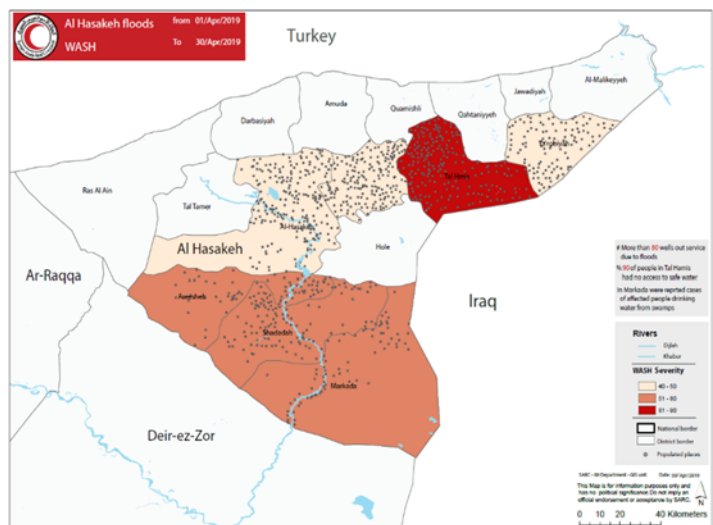 Al Hasakeh floods
from 01/Apr/2019
WASH
To 30/Apr/2019
Turkey
Al-Malikeyyeh
Jawadiyah
Quamishli
Qahtaniyyeh
Amuda
Darbasiyah
Ras Al Ain
Tal Tamer
Tal Hamis
Al-Hasakeh
Hole
Al Hasakeh
Ar-Raqqa
Iraq
Shadadah
Markada
Deir-ez-Zor
# More than 80 wells out service
due to floods
% 90 of people in Tal Hamis
had no access to safe water
In Markada were reprted cases
of affected people drinking
water from swamps
Rivers
Dijleh
Khabur
WASH Severity
40 - 50
51 - 80
81 - 90
National border
District border
Populated places
This Map is for information purposes only and
has no political significance. Do not imply an
official endorsement or acceptance by SARC.
N
0 10 20 40 Kilometers